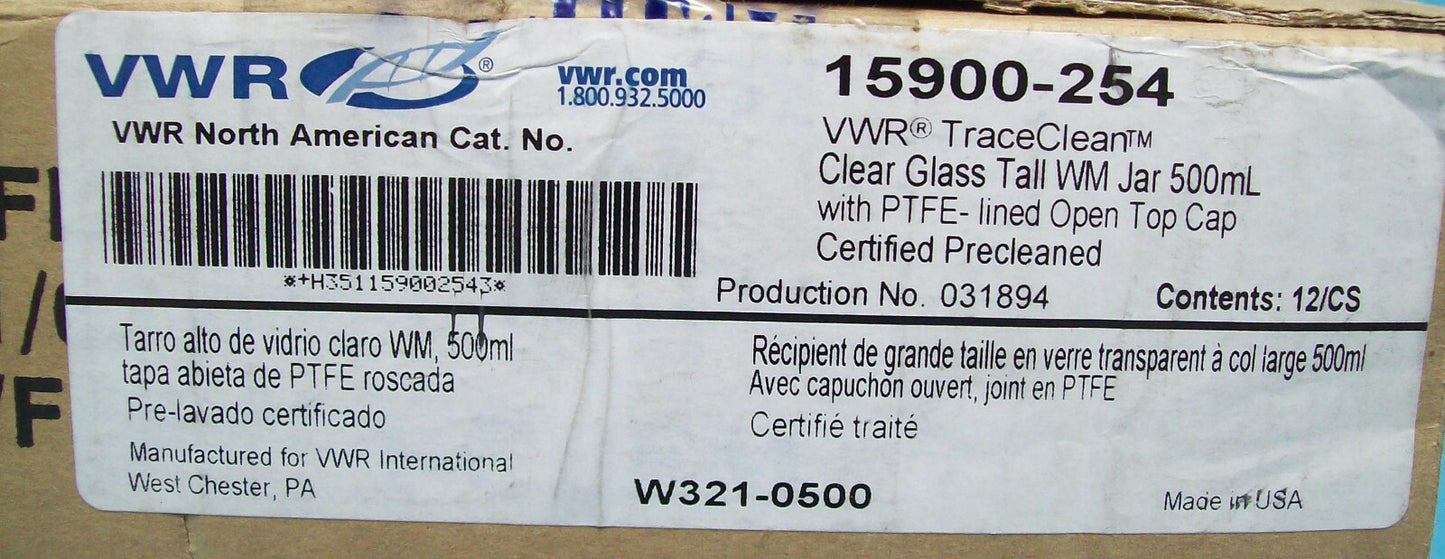 VWR®
vwr.com
1.800.932.5000
VWR North American Cat. No.
*+H351159002543*
15900-254
VWR® TraceClean™
Clear Glass Tall WM Jar 500mL
with PTFE- lined Open Top Cap
Certified Precleaned
Production No. 031894
Contents: 12/CS
Tarro alto de vidrio claro WM, 500ml
tapa abieta de PTFE roscada
Pre-lavado certificado
Manufactured for VWR International
West Chester, PA
Récipient de grande taille en verre transparent à col large 500ml
Avec capuchon ouvert, joint en PTFE
Certifié traité
W321-0500
Made in USA